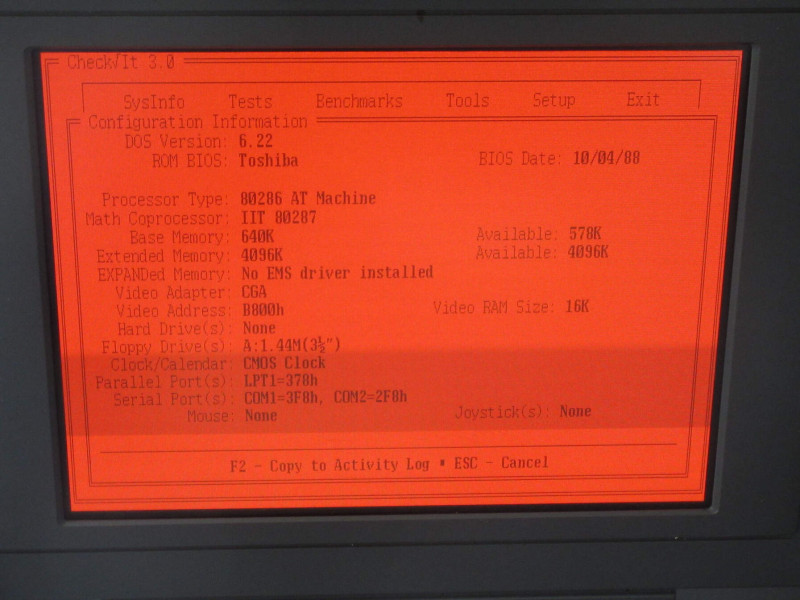 Check√It 3.0
SysInfo Tests Benchmarks Tools Setup Exit
Configuration Information
DOS Version: 6.22
ROM BIOS: Toshiba BIOS Date: 10/04/88
Processor Type: 80286 AT Machine
Math Coprocessor: IIT 80287
Base Memory: 640K Available: 578K
Extended Memory: 4096K Available: 4096K
EXPANDed Memory: No EMS driver installed
Video Adapter: CGA
Video Address: B800h Video RAM Size: 16K
Hard Drive(s): None
Floppy Drive(s): A:1.44M(3½")
Clock/Calendar: CMOS Clock
Parallel Port(s): LPT1=378h
Serial Port(s): COM1=3F8h, COM2=2F8h
Mouse: None Joystick(s): None
F2 - Copy to Activity Log * ESC - Cancel